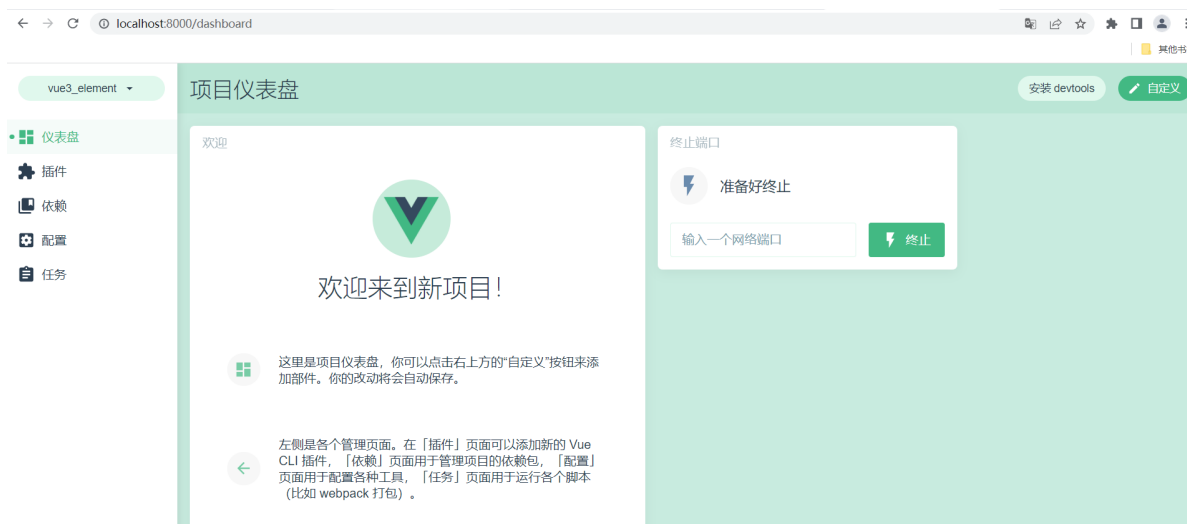 localhost:8000/dashboard
其他书
vue3_element
项目仪表盘
安装 devtools
自定义
仪表盘
插件
依赖
配置
任务
欢迎
欢迎来到新项目！
这里是项目仪表盘，你可以点击右上方的“自定义”按钮来添
加部件。你的改动将会自动保存。
左侧是各个管理页面。在「插件」页面可以添加新的 Vue
CLI 插件，「依赖」页面用于管理项目的依赖包，「配置」
页面用于配置各种工具，「任务」页面用于运行各个脚本
（比如 webpack 打包）。
终止端口
准备好终止
输入一个网络端口
终止